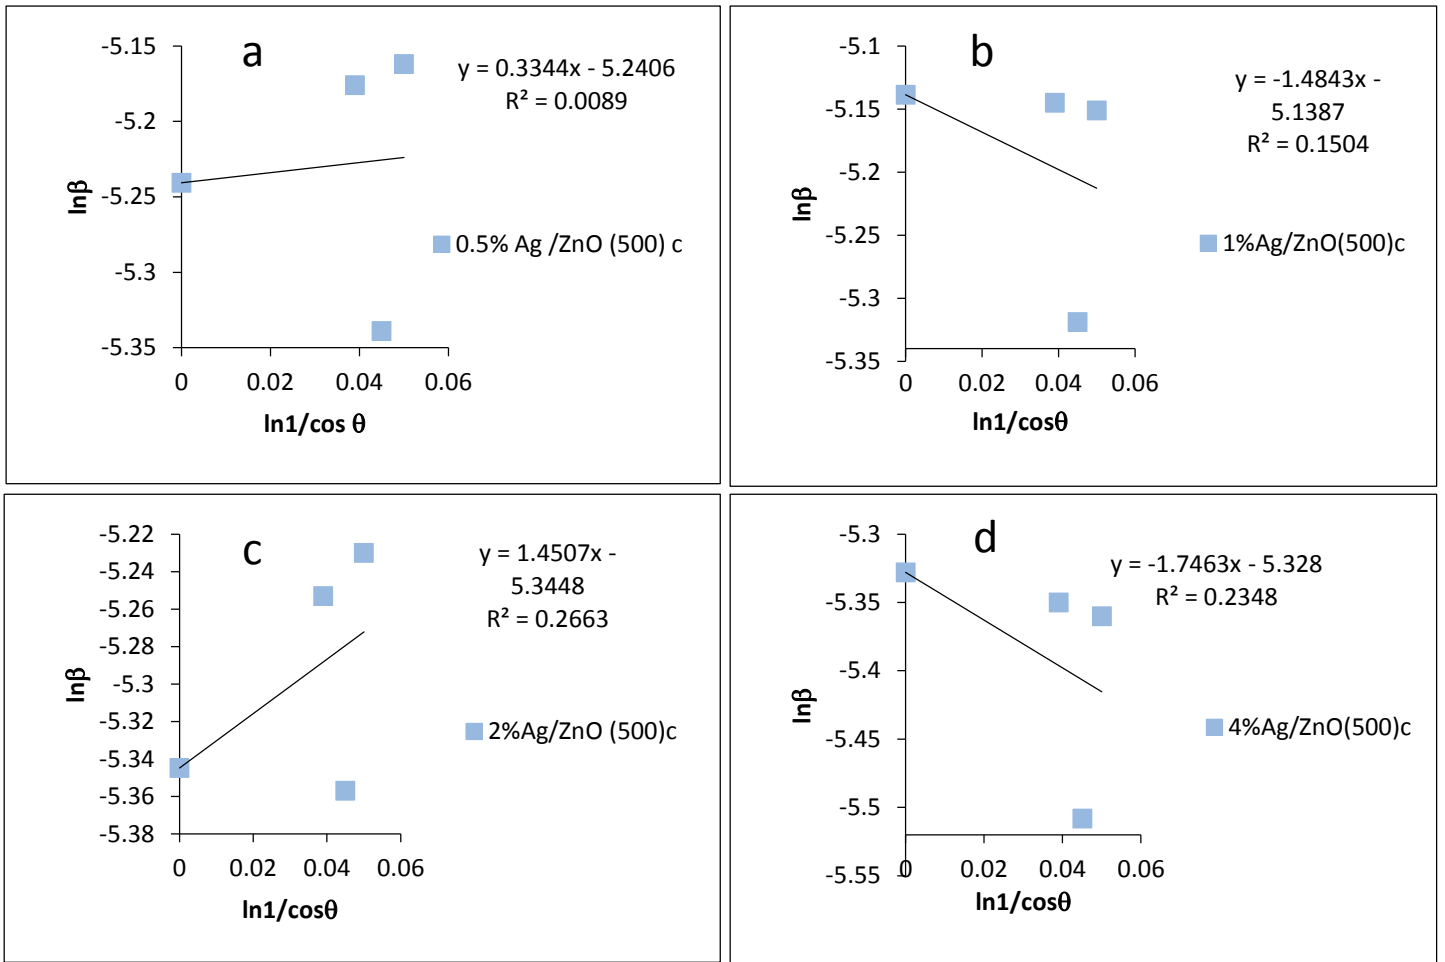 a
-5.15
-5.2
-5.25
-5.3
-5.35
y = 0.3344x - 5.2406
R² = 0.0089
lnβ
0.5% Ag /ZnO (500) c
0
0.02
0.04
0.06
ln1/cos θ
b
-5.1
-5.15
-5.2
-5.25
-5.3
-5.35
y = -1.4843x -
5.1387
R² = 0.1504
lnβ
1%Ag/ZnO(500)c
0
0.02
0.04
0.06
ln1/cosθ
c
-5.22
-5.24
-5.26
-5.28
-5.3
-5.32
-5.34
-5.36
-5.38
y = 1.4507x -
5.3448
R² = 0.2663
lnβ
2%Ag/ZnO (500)c
0
0.02
0.04
0.06
ln1/cosθ
d
-5.3
-5.35
-5.4
-5.45
-5.5
-5.55
y = -1.7463x - 5.328
R² = 0.2348
lnβ
4%Ag/ZnO(500)c
0
0.02
0.04
0.06
ln1/cosθ